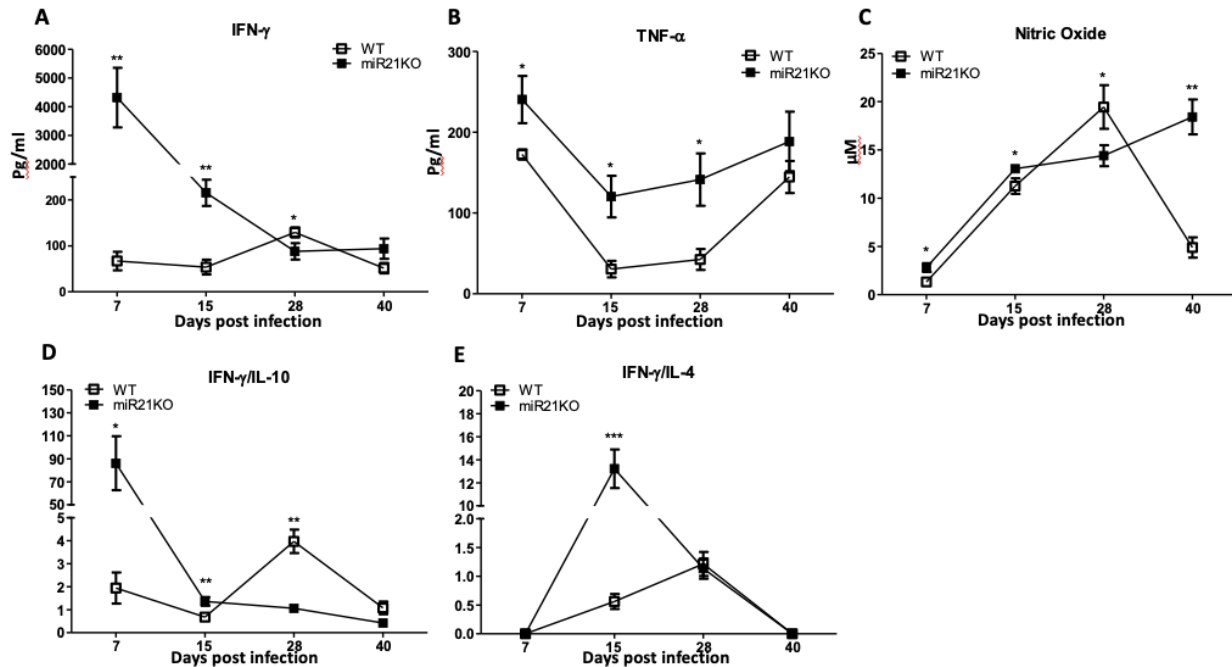 A
IFN-γ
WT
miR21KO
**
**
*
Pg/ml
6000
5000
4000
3000
2000
200
100
0
7
15
28
40
Days post infection
B
TNF-α
WT
miR21KO
*
*
*
Pg/ml
300
200
100
0
7
15
28
40
Days post infection
C
Nitric Oxide
WT
miR21KO
*
*
*
**
µM
25
20
15
10
5
0
7
15
28
40
Days post infection
D
IFN-γ/IL-10
WT
miR21KO
*
**
**
150
130
110
90
70
50
5
4
3
2
1
0
7
15
28
40
Days post infection
E
IFN-γ/IL-4
WT
miR21KO
***
20
18
16
14
12
10
2.0
1.5
1.0
0.5
0.0
7
15
28
40
Days post infection